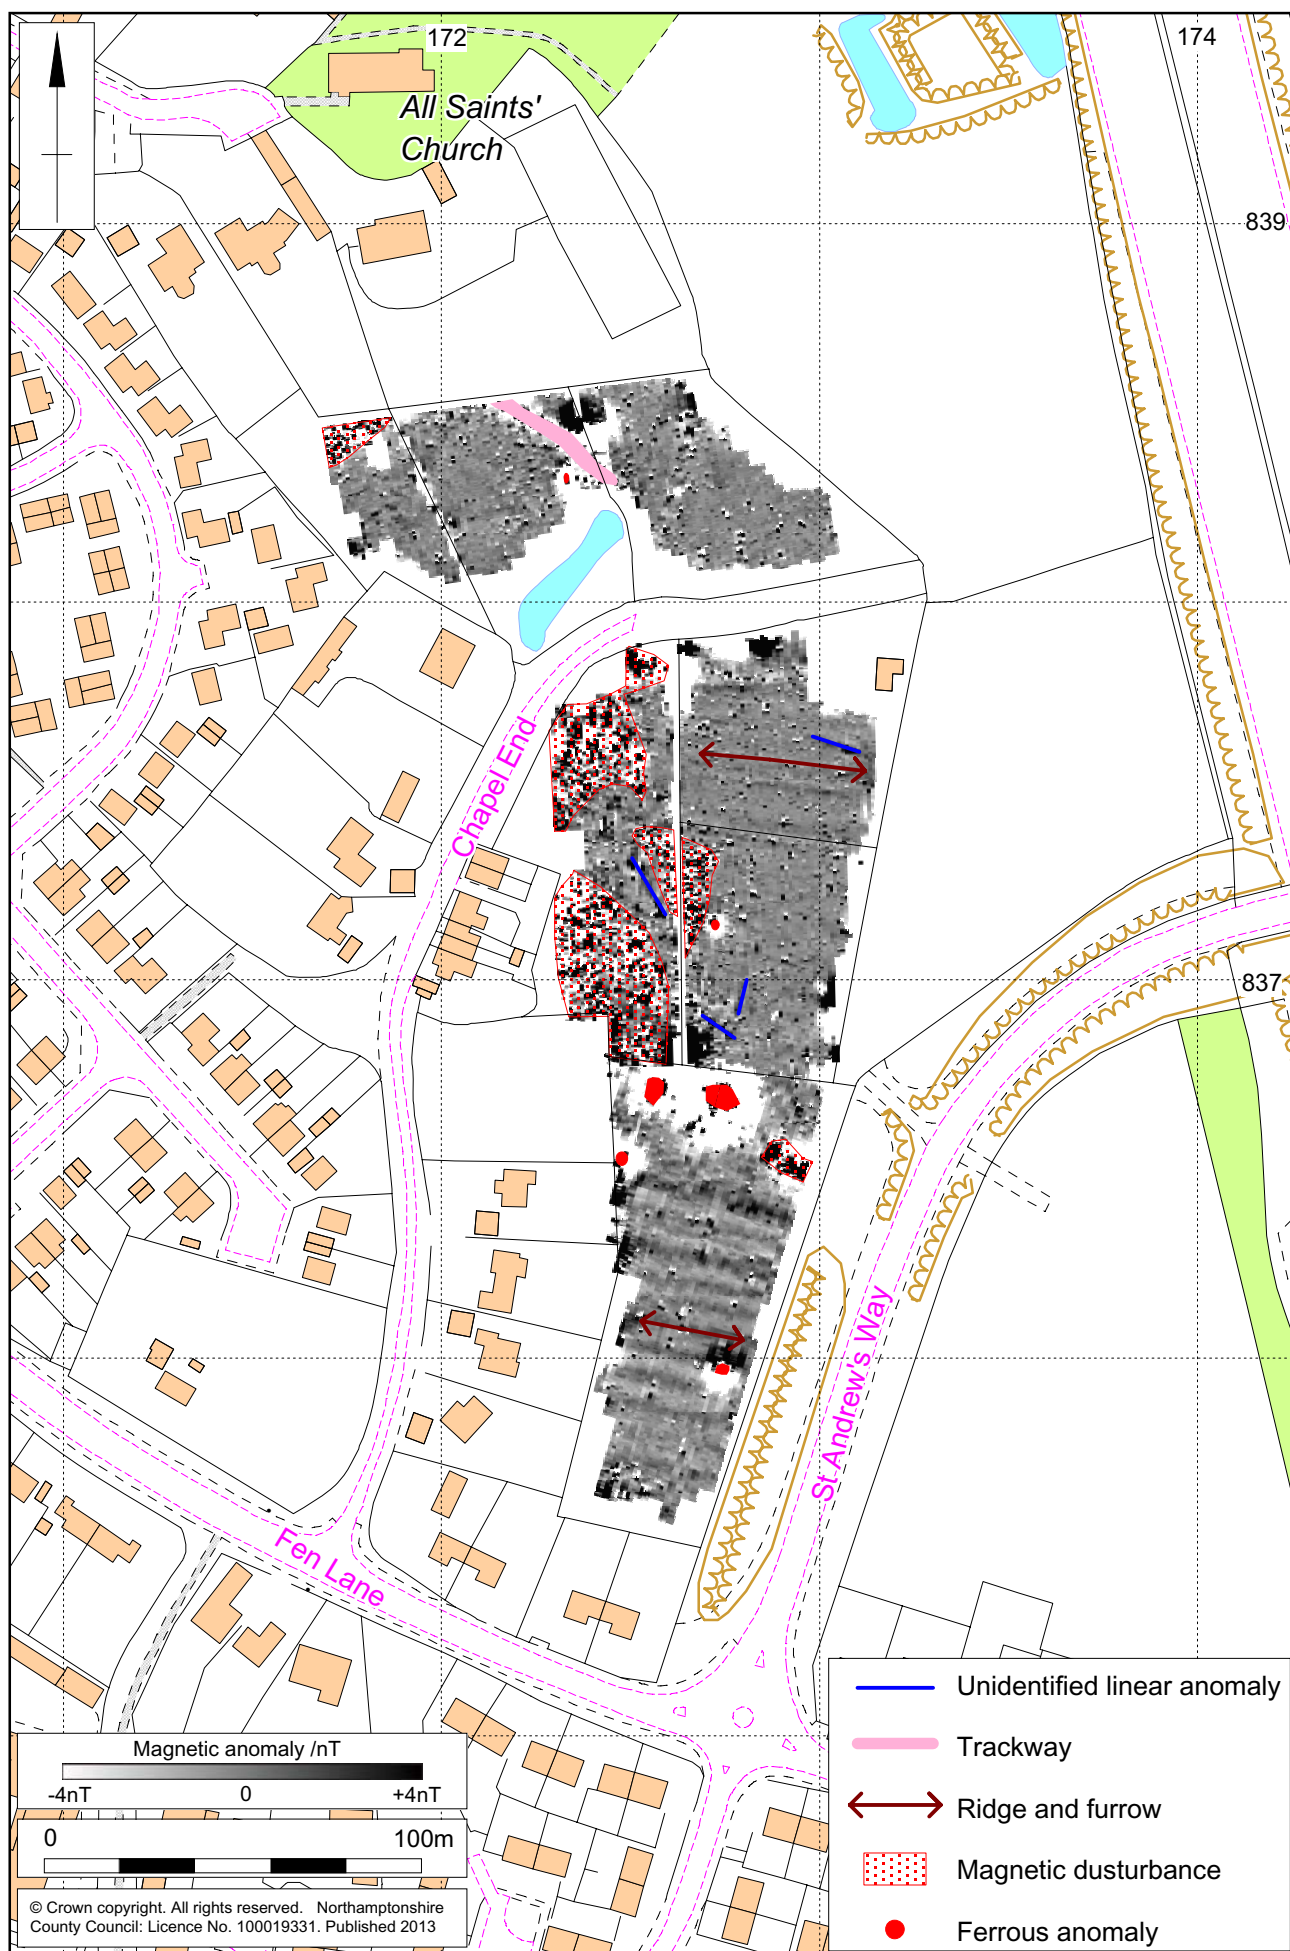 172
174
All Saints'
Church
839
Chapel End
837
St Andrew's Way
Fen Lane
Unidentified linear anomaly
Trackway
Ridge and furrow
Magnetic dusturbance
Ferrous anomaly
Magnetic anomaly /nT
-4nT 0 +4nT
0 100m
© Crown copyright. All rights reserved. Northamptonshire
County Council: Licence No. 100019331. Published 2013